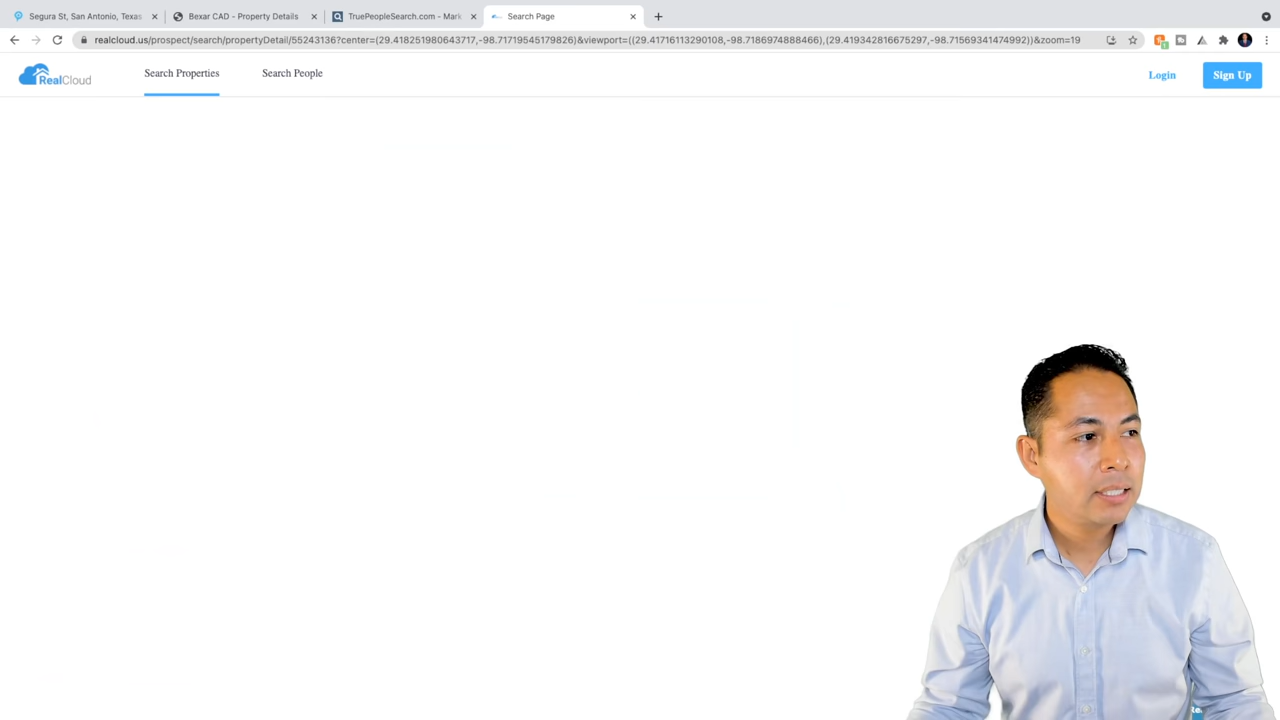 Segura St, San Antonio, Texas
Bexar CAD - Property Details
TruePeopleSearch.com - Mark
Search Page
realcloud.us/prospect/search/propertyDetail/55243136?center=(29.418251980643717,-98.71719545179826)&viewport=((29.41716113290108,-98.7186974888466),(29.419342816675297,-98.71569341474992))&zoom=19
1
RealCloud
Search Properties
Search People
Login
Sign Up